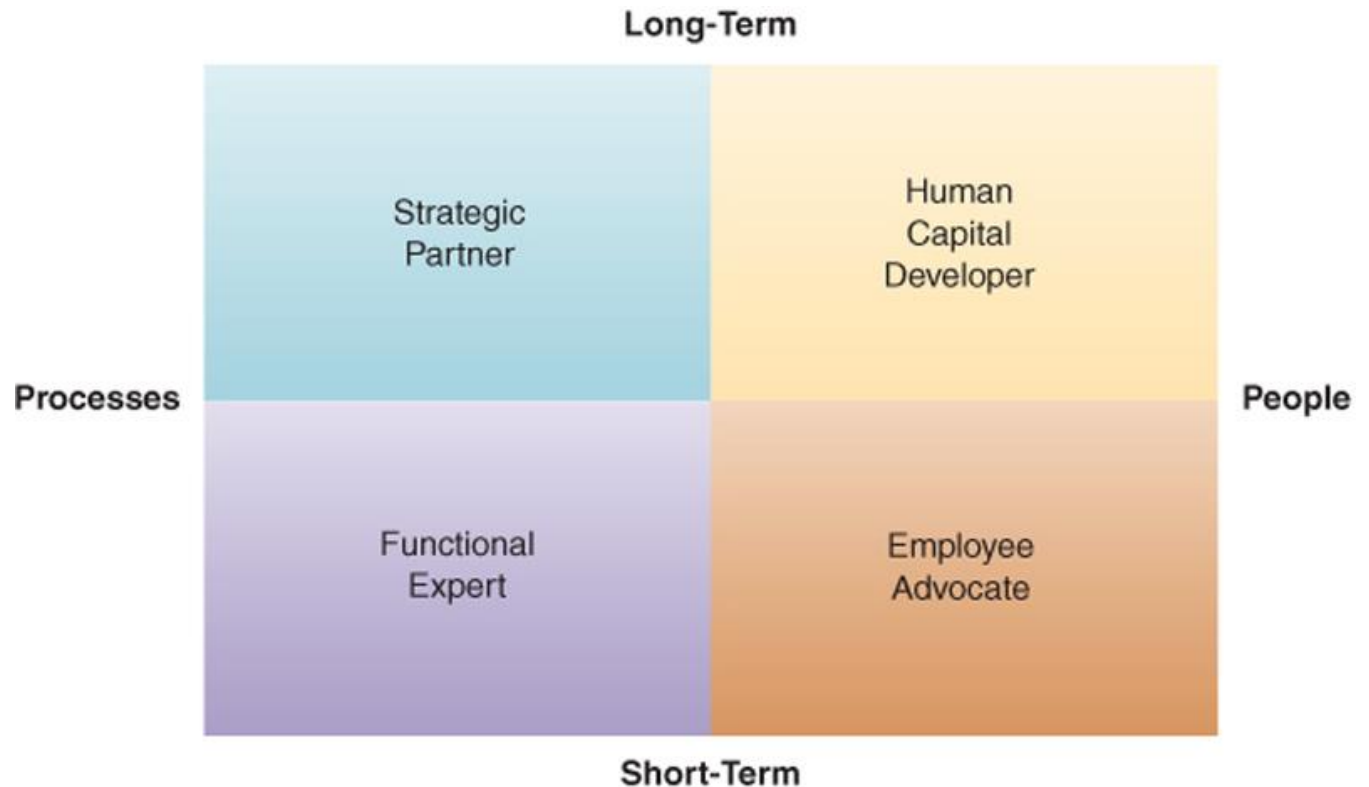 Long-Term
Strategic
Partner
Human
Capital
Developer
Processes
People
Functional
Expert
Employee
Advocate
Short-Term